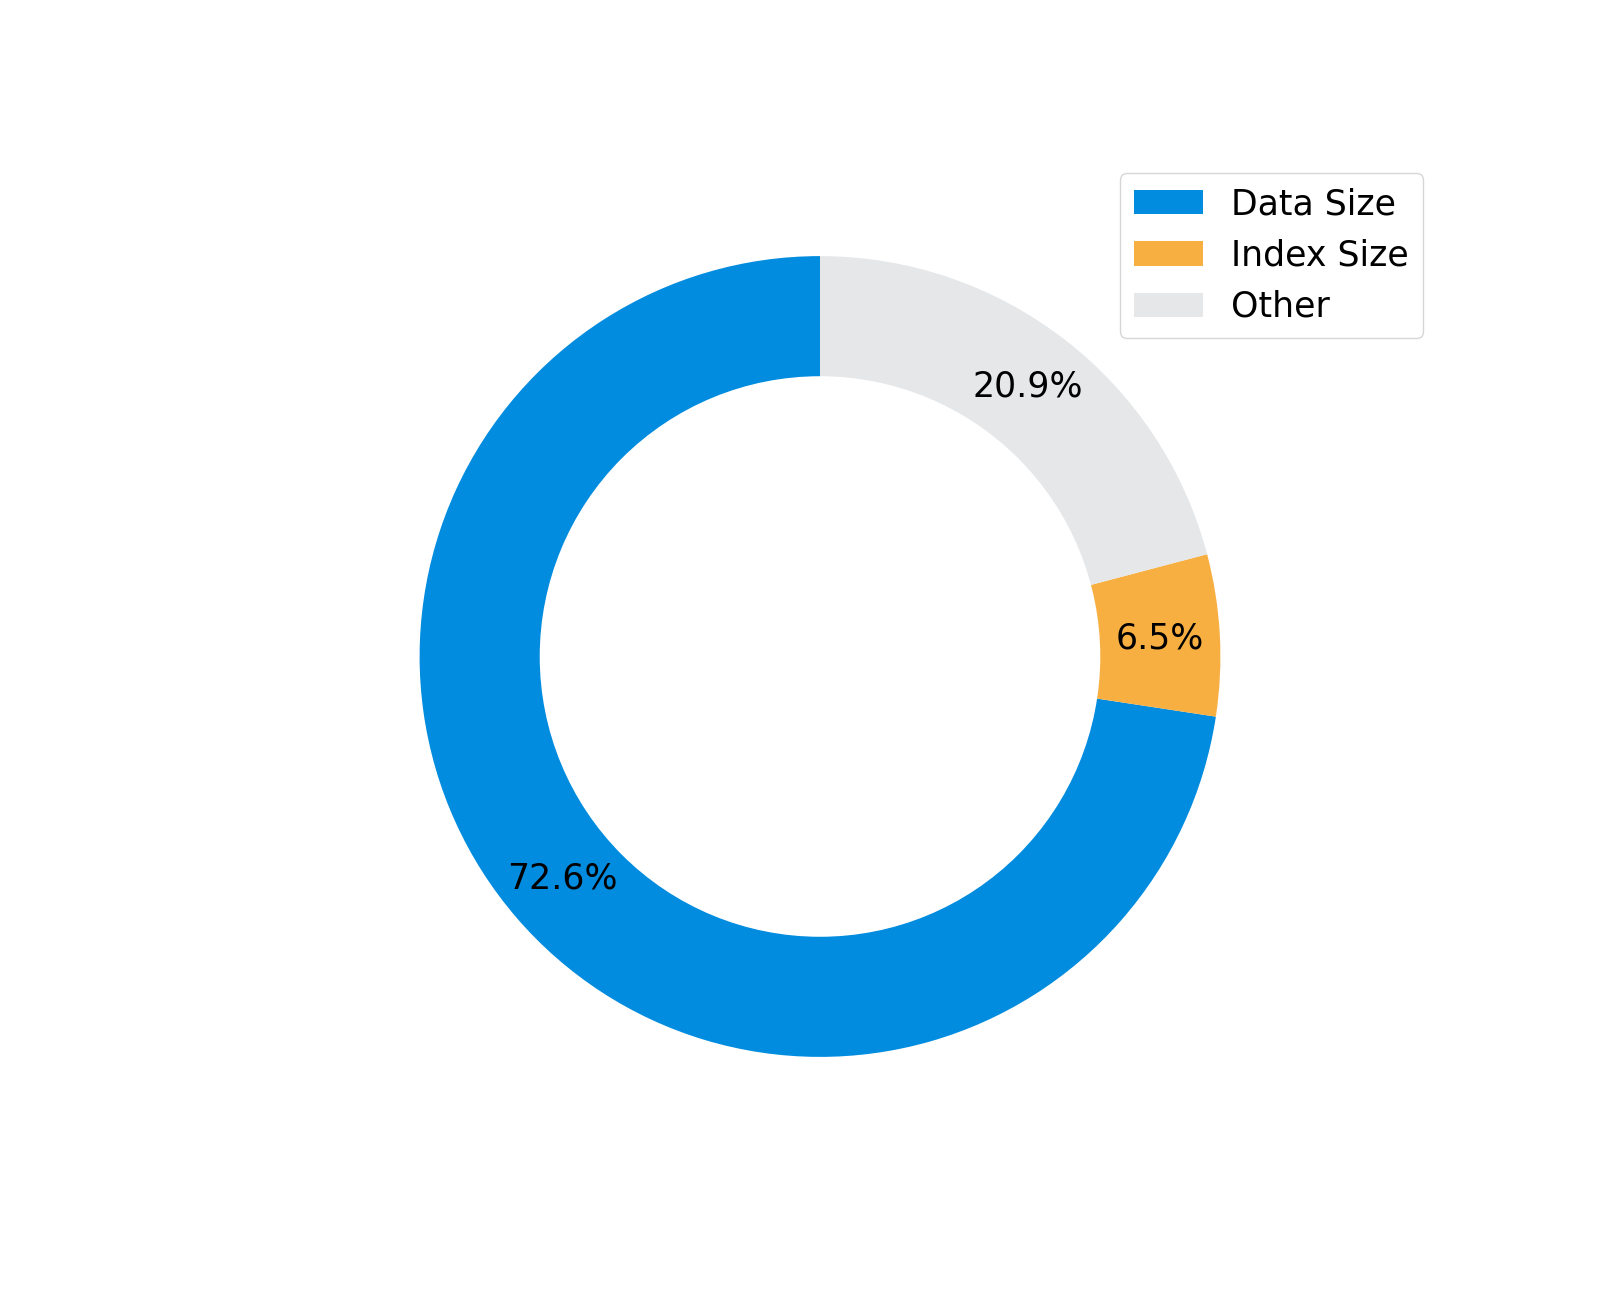 Data Size
Index Size
Other
20.9%
6.5%
72.6%